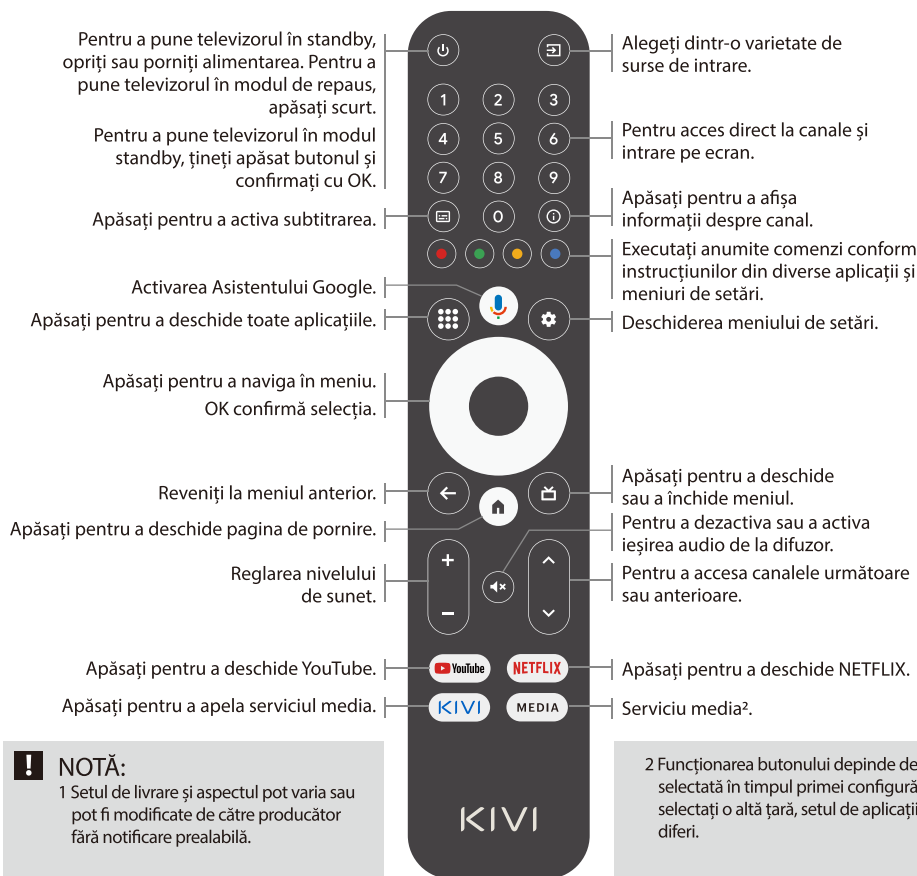 Pentru a pune televizorul în standby,
opriți sau porniți alimentarea. Pentru a
pune televizorul în modul de repaus,
apăsați scurt.
Pentru a pune televizorul în modul
standby, țineți apăsat butonul și
confirmați cu OK.
Apăsați pentru a activa subtitrarea.
Activarea Asistentului Google.
Apăsați pentru a deschide toate aplicațiile.
Apăsați pentru a naviga în meniu.
OK confirmă selecția.
Reveniți la meniul anterior.
Apăsați pentru a deschide pagina de pornire.
Reglarea nivelului
de sunet.
Apăsați pentru a deschide YouTube.
Apăsați pentru a apela serviciul media.
1 2 3
4 5 6
7 8 9
0
YouTube NETFLIX
KIVI MEDIA
KIVI
Alegeți dintr-o varietate de
surse de intrare.
Pentru acces direct la canale și
intrare pe ecran.
Apăsați pentru a afișa
informații despre canal.
Executați anumite comenzi conform
instrucțiunilor din diverse aplicații și
meniuri de setări.
Deschiderea meniului de setări.
Apăsați pentru a deschide
sau a închide meniul.
Pentru a dezactiva sau a activa
ieșirea audio de la difuzor.
Pentru a accesa canalele următoare
sau anterioare.
Apăsați pentru a deschide NETFLIX.
Serviciu media².
! NOTĂ:
1 Setul de livrare și aspectul pot varia sau
pot fi modificate de către producător
fără notificare prealabilă.
2 Funcționarea butonului depinde de
selectată în timpul primei configură
selectați o altă țară, setul de aplicații
diferi.